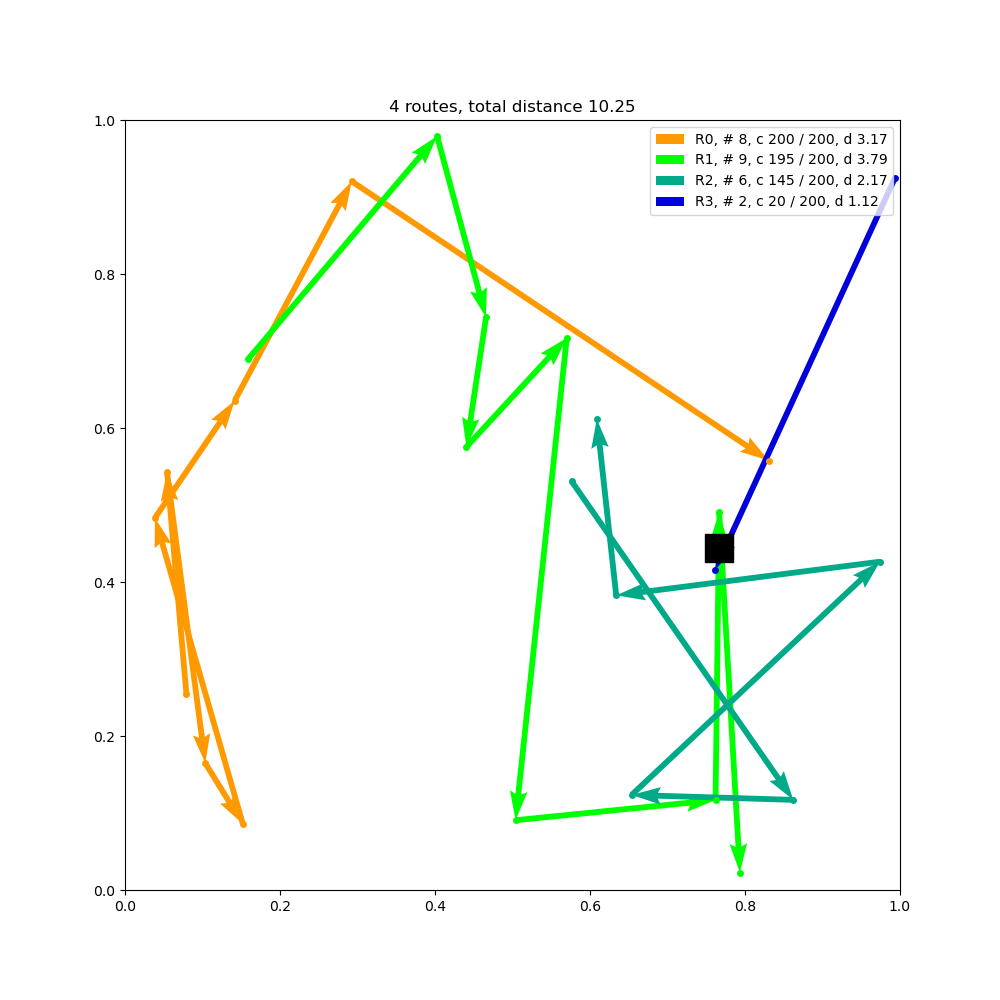 4 routes, total distance 10.25
R0, # 8, c 200 / 200, d 3.17
R1, # 9, c 195 / 200, d 3.79
R2, # 6, c 145 / 200, d 2.17
R3, # 2, c 20 / 200, d 1.12
1.0
0.8
0.6
0.4
0.2
0.0
0.0 0.2 0.4 0.6 0.8 1.0